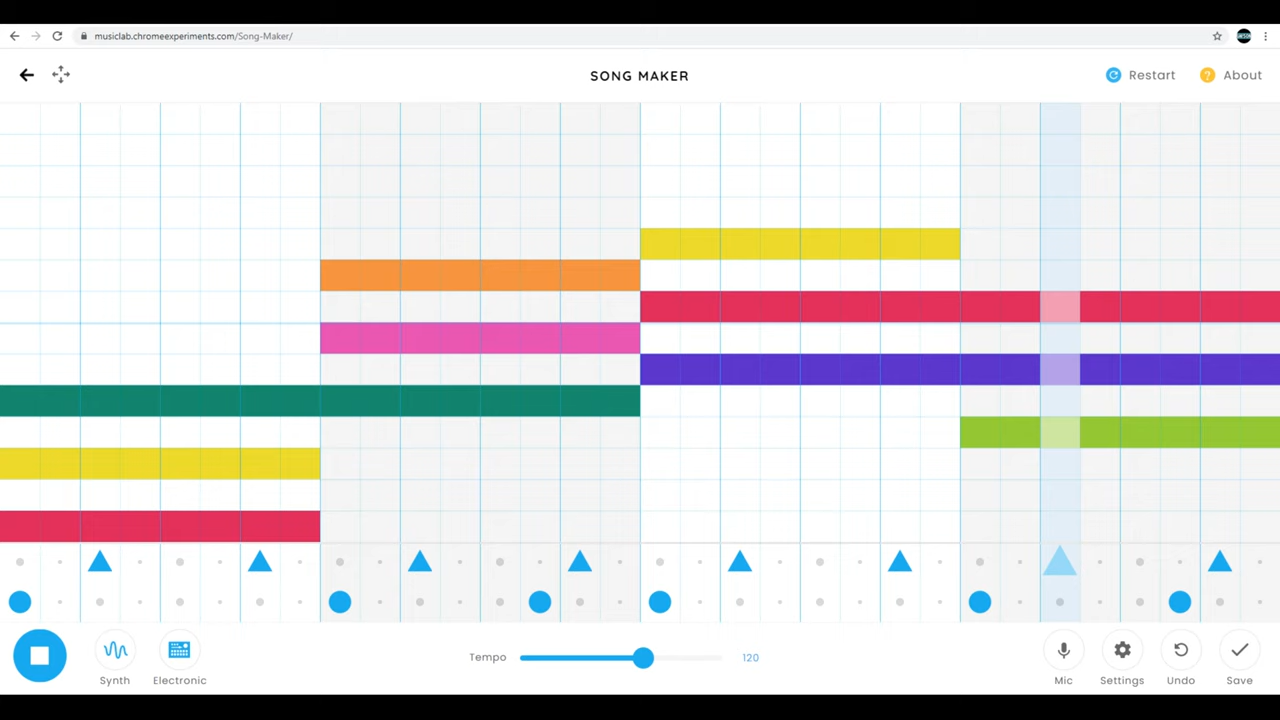 musiclab.chromeexperiments.com/Song-Maker/
SONG MAKER
Restart
? About
Tempo
120
Synth
Electronic
Mic
Settings
Undo
Save